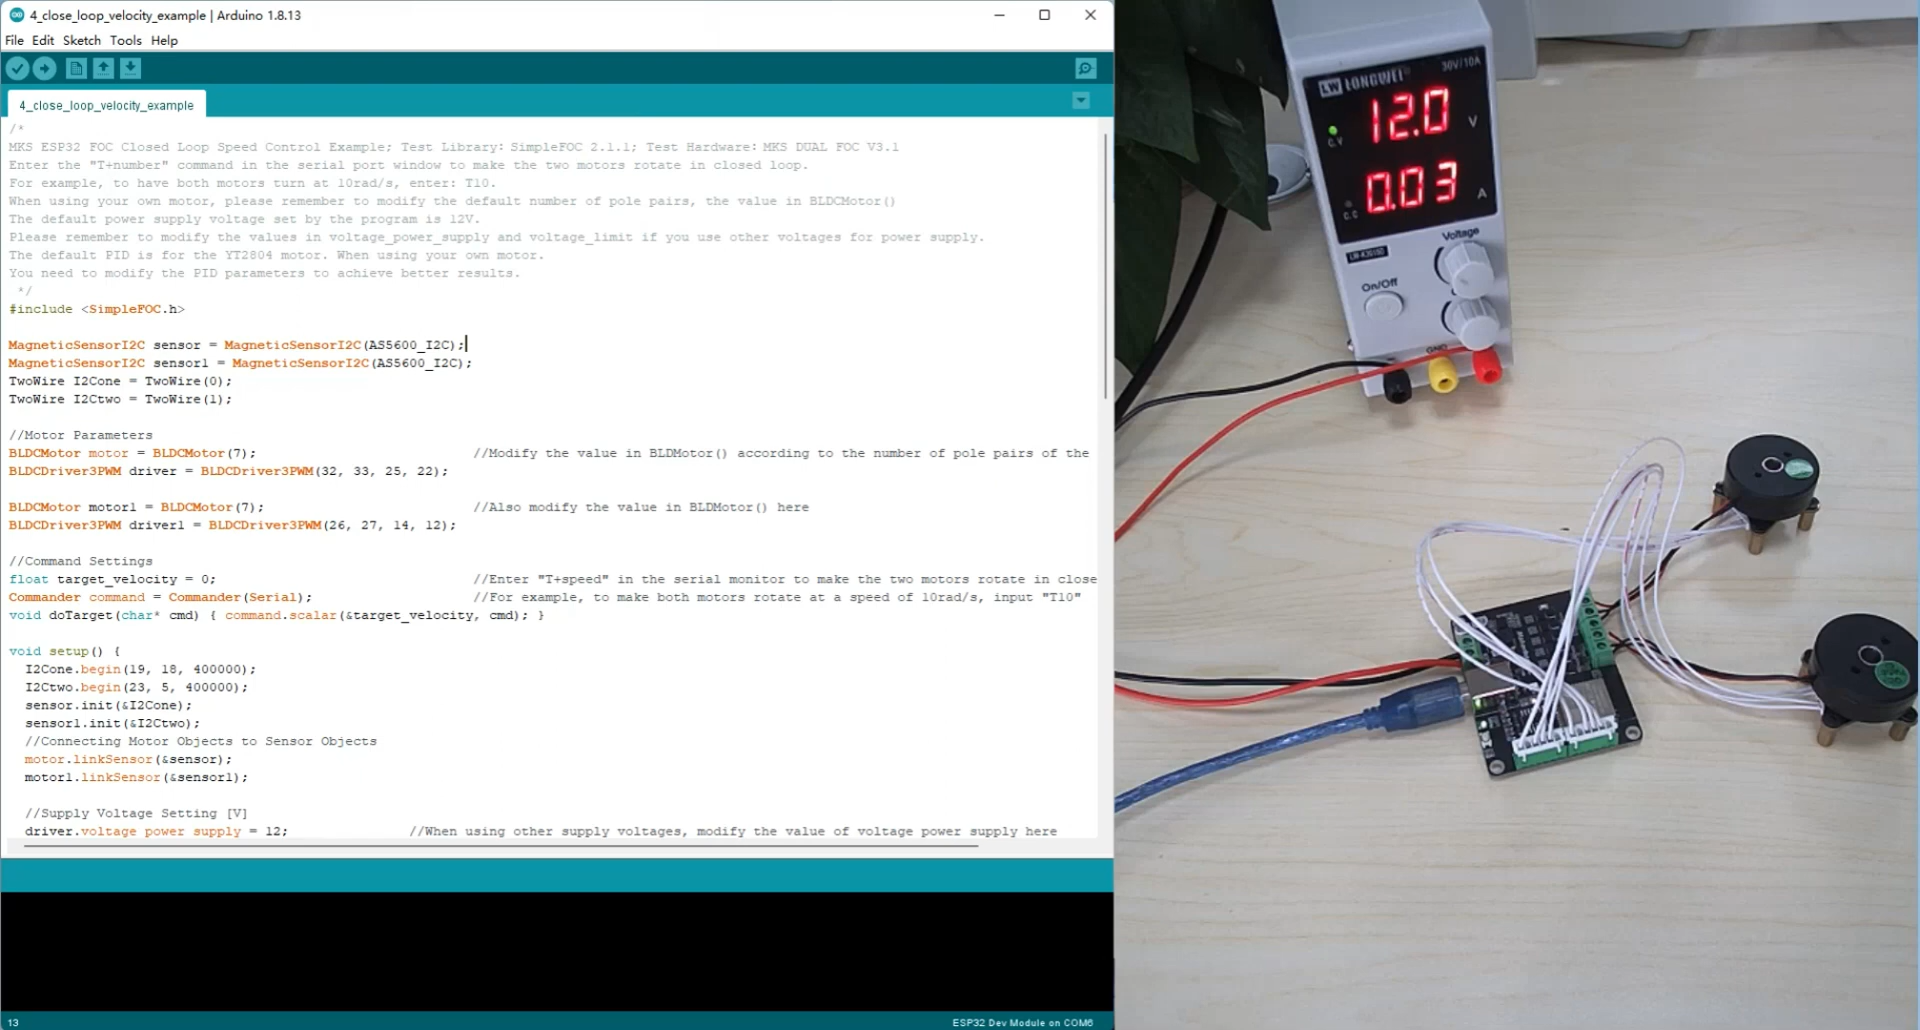 4_close_loop_velocity_example | Arduino 1.8.13
File Edit Sketch Tools Help
4_close_loop_velocity_example
/*
MKS ESP32 FOC Closed Loop Speed Control Example; Test Library: SimpleFOC 2.1.1; Test Hardware: MKS DUAL FOC V3.1
Enter the "T+number" command in the serial port window to make the two motors rotate in closed loop.
For example, to have both motors turn at 10rad/s, enter: T10.
When using your own motor, please remember to modify the default number of pole pairs, the value in BLDCMotor()
The default power supply voltage set by the program is 12V.
Please remember to modify the values in voltage_power_supply and voltage_limit if you use other voltages for power supply.
The default PID is for the YT2804 motor. When using your own motor.
You need to modify the PID parameters to achieve better results.
*/
#include <SimpleFOC.h>
MagneticSensorI2C sensor = MagneticSensorI2C(AS5600_I2C);
MagneticSensorI2C sensor1 = MagneticSensorI2C(AS5600_I2C);
TwoWire I2Cone = TwoWire(0);
TwoWire I2Ctwo = TwoWire(1);
//Motor Parameters
BLDCMotor motor = BLDCMotor(7); //Modify the value in BLDMotor() according to the number of pole pairs of the
BLDCDriver3PWM driver = BLDCDriver3PWM(32, 33, 25, 22);
BLDCMotor motor1 = BLDCMotor(7); //Also modify the value in BLDMotor() here
BLDCDriver3PWM driver1 = BLDCDriver3PWM(26, 27, 14, 12);
//Command Settings
float target_velocity = 0; //Enter "T+speed" in the serial monitor to make the two motors rotate in close
Commander command = Commander(Serial); //For example, to make both motors rotate at a speed of 10rad/s, input "T10"
void doTarget(char* cmd) { command.scalar(&target_velocity, cmd); }
void setup() {
I2Cone.begin(19, 18, 400000);
I2Ctwo.begin(23, 5, 400000);
sensor.init(&I2Cone);
sensor1.init(&I2Ctwo);
//Connecting Motor Objects to Sensor Objects
motor.linkSensor(&sensor);
motor1.linkSensor(&sensor1);
//Supply Voltage Setting [V]
driver.voltage_power_supply = 12; //When using other supply voltages, modify the value of voltage_power_supply here
13
ESP32 Dev Module on COM6
LW LONGWEI 30V/10A
12.0 V
C.V
0.03 A
C.C
Voltage
On/Off
GND